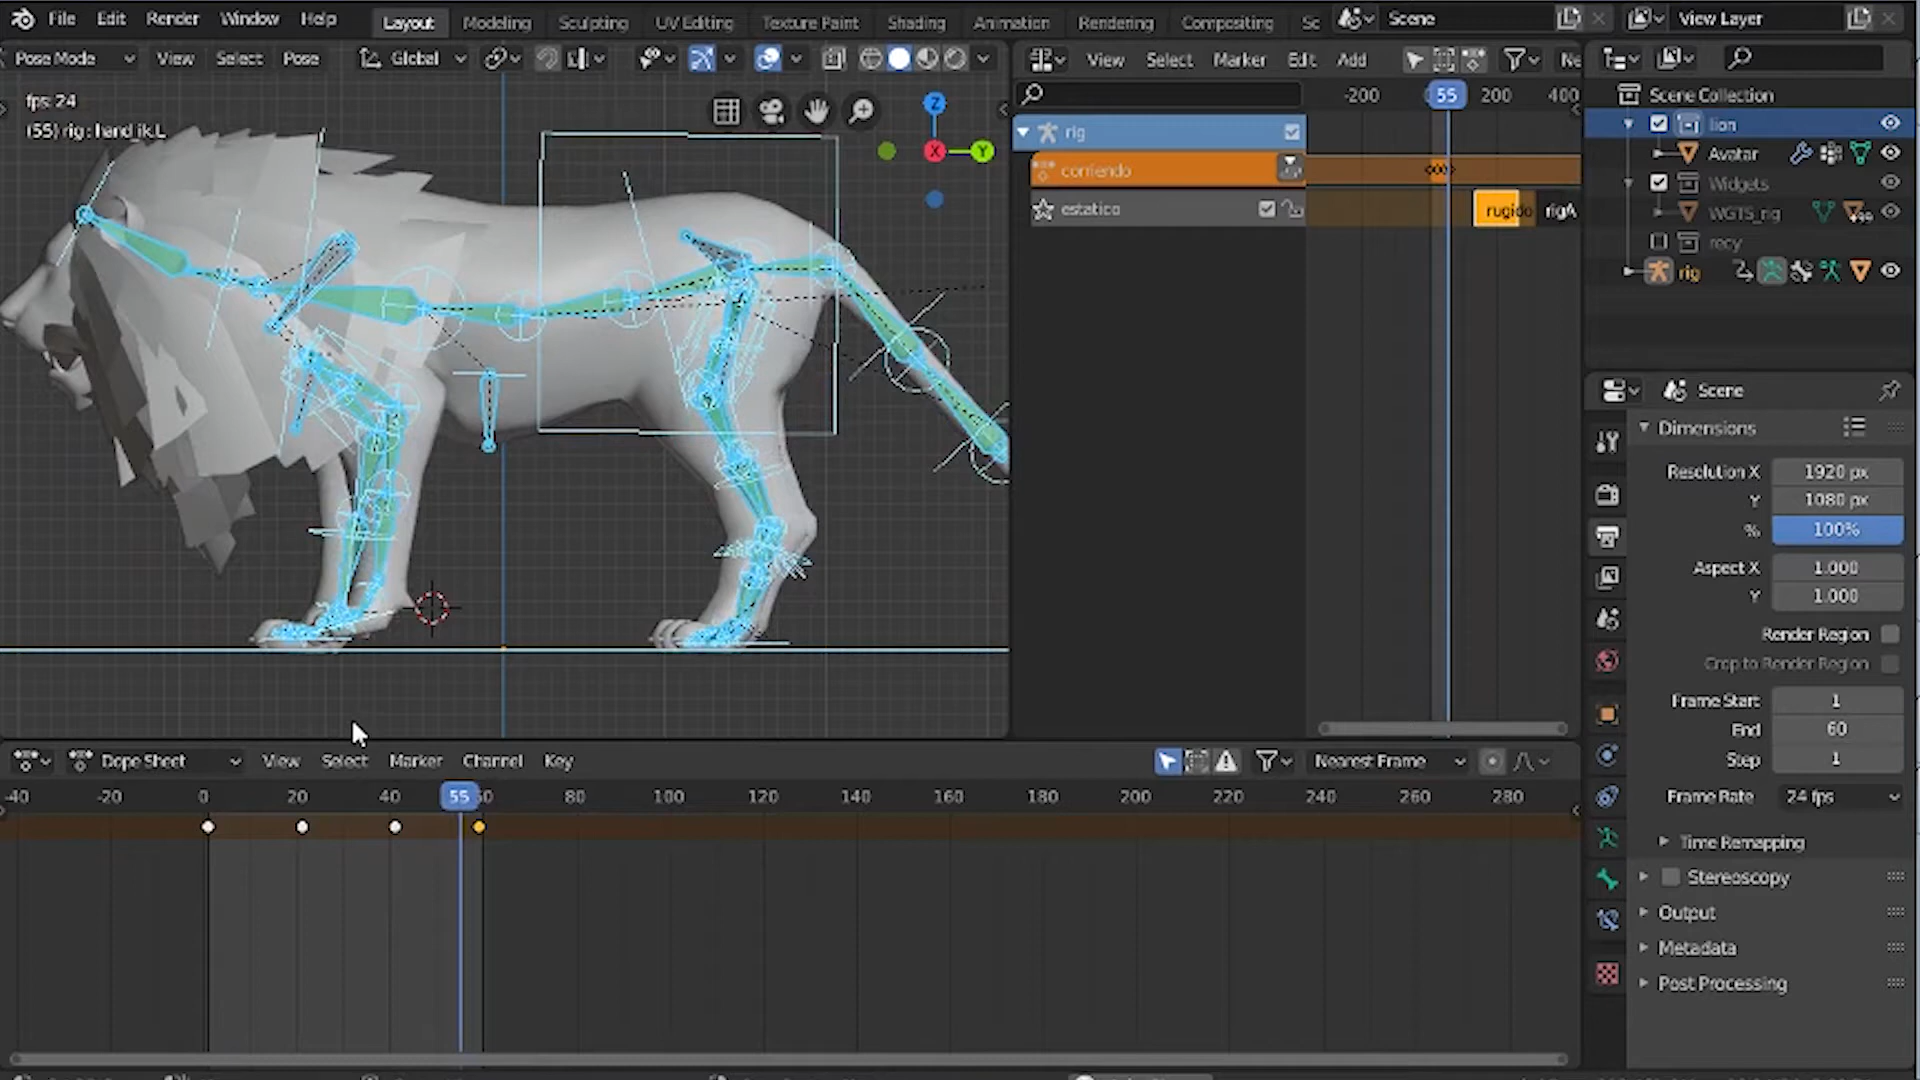 File Edit Render Window Help Layout Modeling Sculpting UV Editing Texture Paint Shading Animation Rendering Compositing Sc Scene View Layer
Pose Mode View Select Pose Global View Select Marker Edit Add Ne
fps: 24
(55) rig : hand_ik.L
Z
X
Y
-200 55 200 400
rig
corriendo
estatico
rugido rigA
Scene Collection
lion
Avatar
Widgets
WGTS_rig
recy
rig
Scene
Dimensions
Resolution X 1920 px
Y 1080 px
% 100%
Aspect X 1.000
Y 1.000
Render Region
Crop to Render Region
Frame Start 1
End 60
Step 1
Frame Rate 24 fps
Time Remapping
Stereoscopy
Output
Metadata
Post Processing
Dope Sheet View Select Marker Channel Key Nearest Frame
-40 -20 0 20 40 55 60 80 100 120 140 160 180 200 220 240 260 280